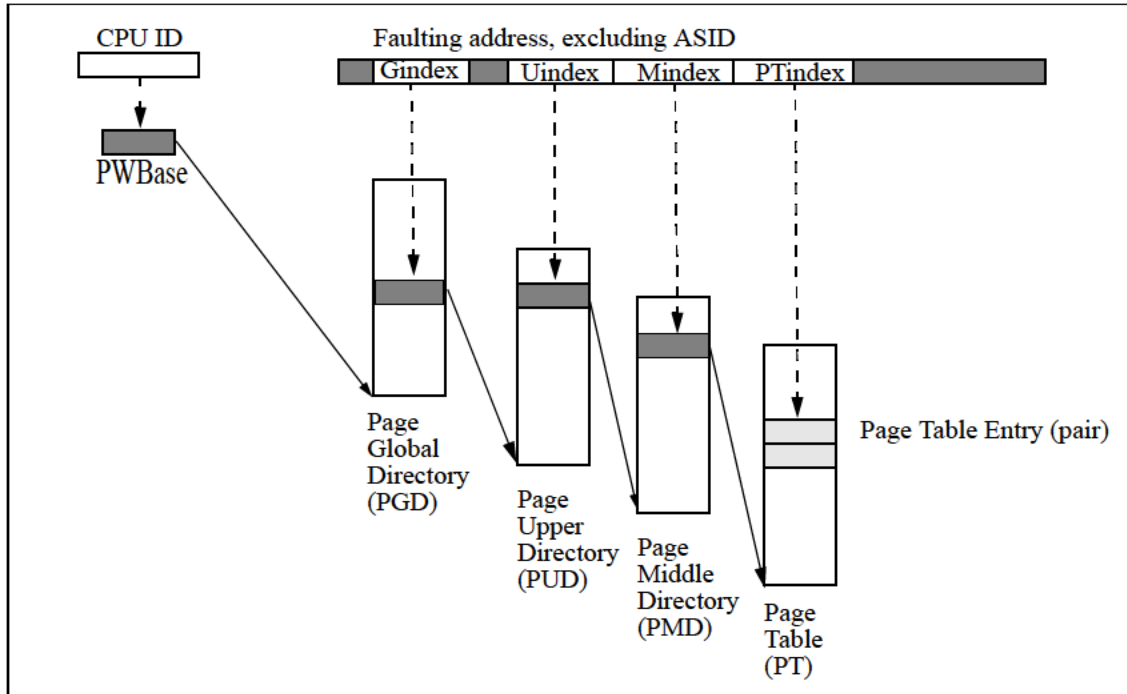 CPU ID
Faulting address, excluding ASID
Gindex
Uindex
Mindex
PTindex
PWBase
Page Table Entry (pair)
Page
Global
Directory
(PGD)
Page
Upper
Directory
(PUD)
Page
Middle
Directory
(PMD)
Page
Table
(PT)